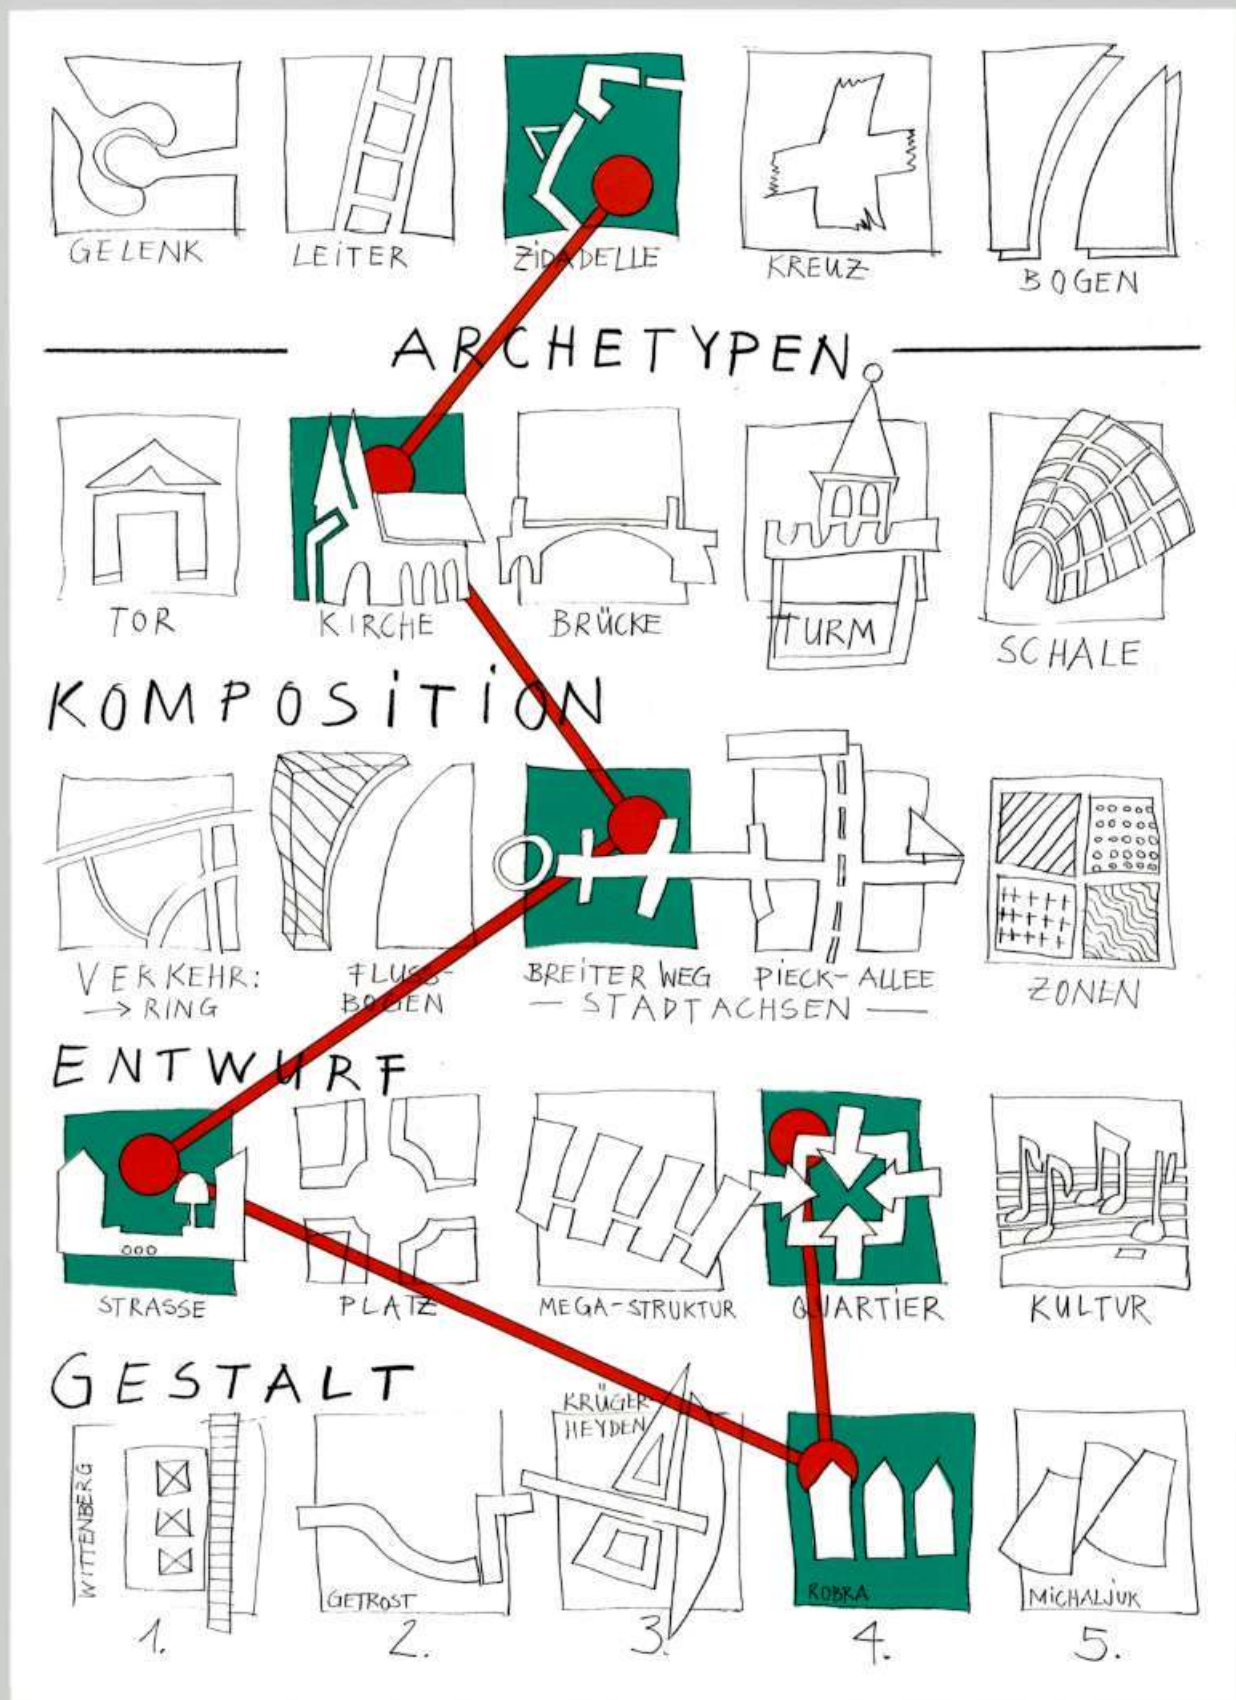 GELENK LEITER ZIDADELLE KREUZ BOGEN
ARCHETYPEN
TOR KIRCHE BRÜCKE TURM SCHALE
KOMPOSITION
VERKEHR: FLUSS- BREITER WEG PIECK-ALLEE ZONEN
→ RING BOGEN — STADTACHSEN —
ENTWURF
STRASSE PLATZ MEGA-STRUKTUR QUARTIER KULTUR
GESTALT
KRÜGER
HEYDEN
WITTENBERG GETROST ROBRA MICHALJUK
1. 2. 3. 4. 5.